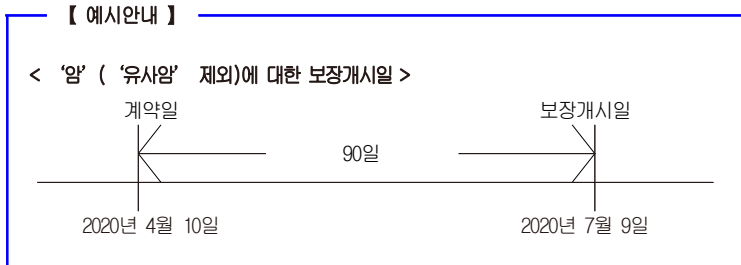 【 예시안내 】
< ‘암’ ( ‘유사암’ 제외)에 대한 보장개시일 >
계약일 보장개시일
90일
2020년 4월 10일 2020년 7월 9일